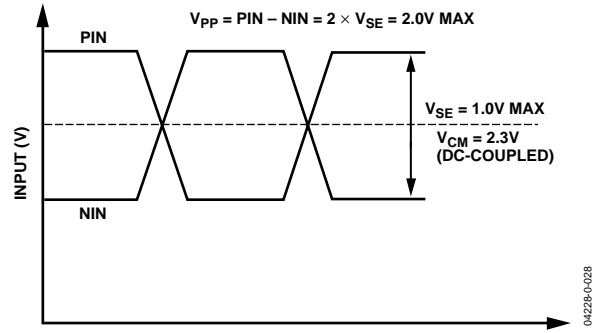 V_PP = PIN – NIN = 2 × V_SE = 2.0V MAX
PIN
V_SE = 1.0V MAX
V_CM = 2.3V
(DC-COUPLED)
INPUT (V)
NIN
04228-0-028